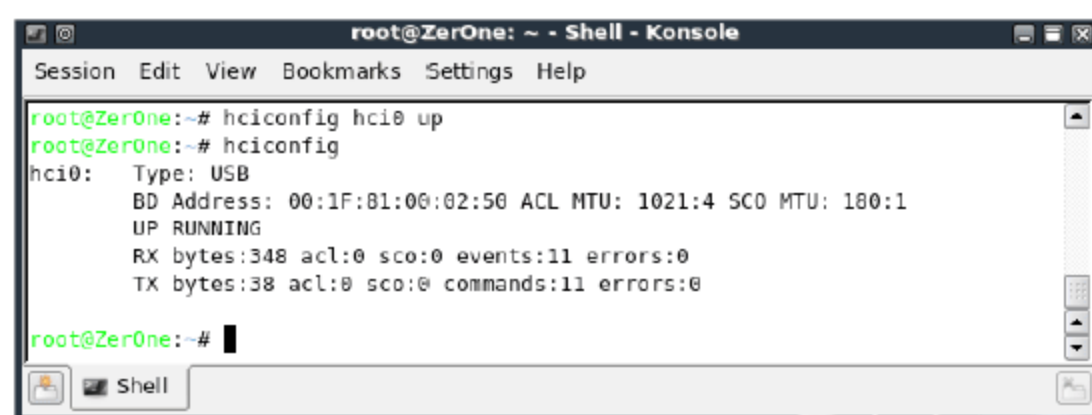 root@ZerOne: ~ - Shell - Konsole
Session Edit View Bookmarks Settings Help
root@ZerOne:~# hciconfig hci0 up
root@ZerOne:~# hciconfig
hci0: Type: USB
BD Address: 00:1F:81:00:02:50 ACL MTU: 1021:4 SCO MTU: 180:1
UP RUNNING
RX bytes:348 acl:0 sco:0 events:11 errors:0
TX bytes:38 acl:0 sco:0 commands:11 errors:0
root@ZerOne:~#
Shell